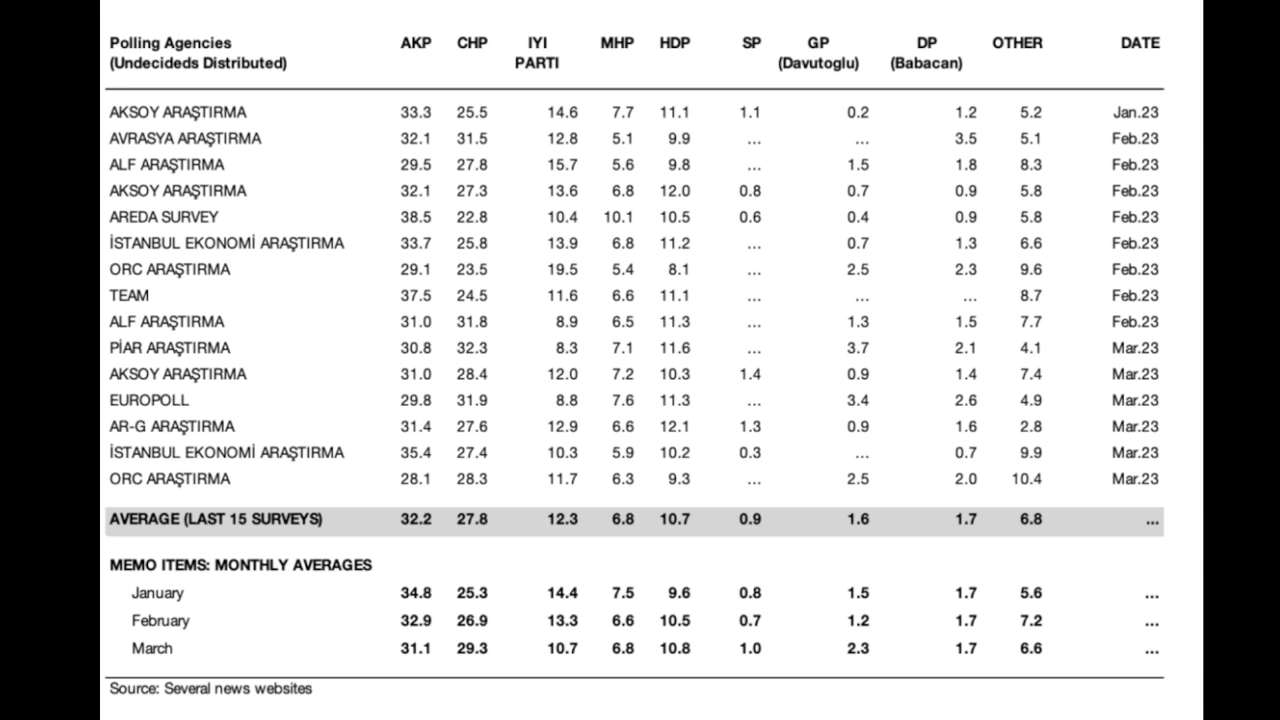 Polling Agencies AKP CHP IYI MHP HDP SP GP DP OTHER DATE
(Undecideds Distributed) PARTI (Davutoglu) (Babacan)
AKSOY ARAŞTIRMA 33.3 25.5 14.6 7.7 11.1 1.1 0.2 1.2 5.2 Jan.23
AVRASYA ARAŞTIRMA 32.1 31.5 12.8 5.1 9.9 ... ... 3.5 5.1 Feb.23
ALF ARAŞTIRMA 29.5 27.8 15.7 5.6 9.8 ... 1.5 1.8 8.3 Feb.23
AKSOY ARAŞTIRMA 32.1 27.3 13.6 6.8 12.0 0.8 0.7 0.9 5.8 Feb.23
AREDA SURVEY 38.5 22.8 10.4 10.1 10.5 0.6 0.4 0.9 5.8 Feb.23
İSTANBUL EKONOMİ ARAŞTIRMA 33.7 25.8 13.9 6.8 11.2 ... 0.7 1.3 6.6 Feb.23
ORC ARAŞTIRMA 29.1 23.5 19.5 5.4 8.1 ... 2.5 2.3 9.6 Feb.23
TEAM 37.5 24.5 11.6 6.6 11.1 ... ... ... 8.7 Feb.23
ALF ARAŞTIRMA 31.0 31.8 8.9 6.5 11.3 ... 1.3 1.5 7.7 Feb.23
PİAR ARAŞTIRMA 30.8 32.3 8.3 7.1 11.6 ... 3.7 2.1 4.1 Mar.23
AKSOY ARAŞTIRMA 31.0 28.4 12.0 7.2 10.3 1.4 0.9 1.4 7.4 Mar.23
EUROPOLL 29.8 31.9 8.8 7.6 11.3 ... 3.4 2.6 4.9 Mar.23
AR-G ARAŞTIRMA 31.4 27.6 12.9 6.6 12.1 1.3 0.9 1.6 2.8 Mar.23
İSTANBUL EKONOMİ ARAŞTIRMA 35.4 27.4 10.3 5.9 10.2 0.3 ... 0.7 9.9 Mar.23
ORC ARAŞTIRMA 28.1 28.3 11.7 6.3 9.3 ... 2.5 2.0 10.4 Mar.23
AVERAGE (LAST 15 SURVEYS) 32.2 27.8 12.3 6.8 10.7 0.9 1.6 1.7 6.8 ...
MEMO ITEMS: MONTHLY AVERAGES
January 34.8 25.3 14.4 7.5 9.6 0.8 1.5 1.7 5.6 ...
February 32.9 26.9 13.3 6.6 10.5 0.7 1.2 1.7 7.2 ...
March 31.1 29.3 10.7 6.8 10.8 1.0 2.3 1.7 6.6 ...
Source: Several news websites